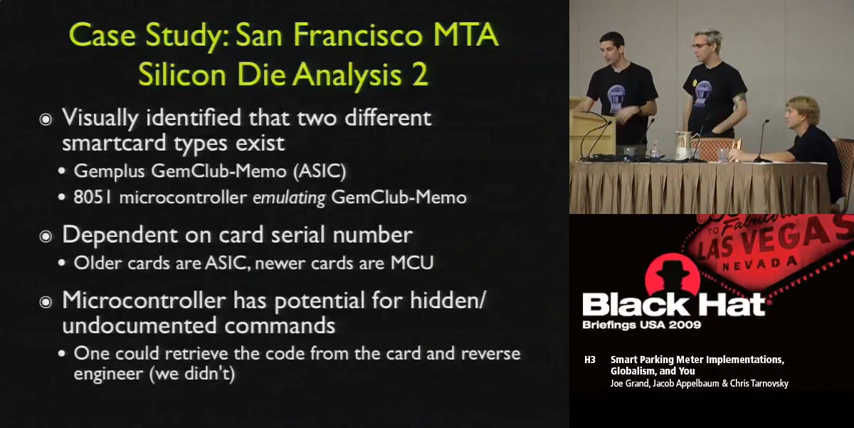 Case Study: San Francisco MTA
Silicon Die Analysis 2
Visually identified that two different
smartcard types exist
• Gemplus GemClub-Memo (ASIC)
• 8051 microcontroller emulating GemClub-Memo
Dependent on card serial number
• Older cards are ASIC, newer cards are MCU
Microcontroller has potential for hidden/
undocumented commands
• One could retrieve the code from the card and reverse
engineer (we didn't)
TO Fabulous
LAS VEGAS
NEVADA
Black Hat
Briefings USA 2009
H3 Smart Parking Meter Implementations,
Globalism, and You
Joe Grand, Jacob Appelbaum & Chris Tarnovsky